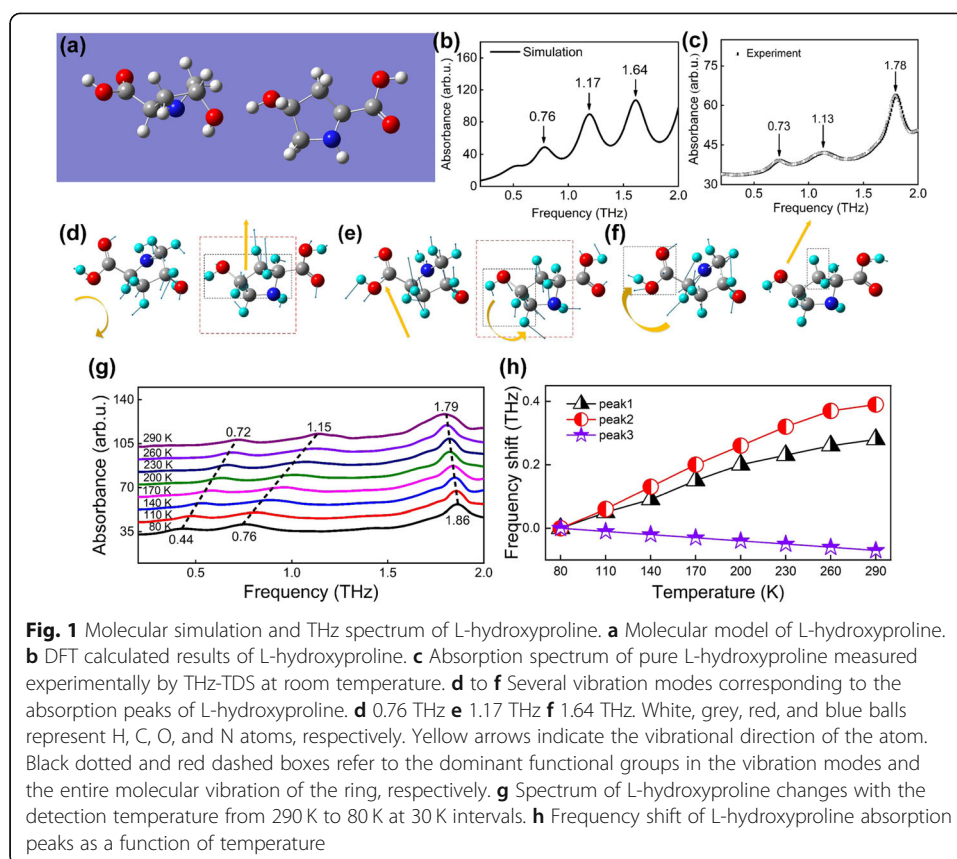 (a)
(b)
160
120
80
40
0
Absorbance (arb.u.)
Simulation
0.76
1.17
1.64
0.5 1.0 1.5 2.0
Frequency (THz)
(c)
75
60
45
30
Absorbance (arb.u.)
Experiment
0.73
1.13
1.78
0.5 1.0 1.5 2.0
Frequency (THz)
(d)
(e)
(f)
(g)
140
105
70
35
Absorbance (arb.u.)
290 K
260 K
230 K
200 K
170 K
140 K
110 K
80 K
0.72
1.15
1.79
0.44
0.76
1.86
0.5 1.0 1.5 2.0
Frequency (THz)
(h)
0.4
0.2
0.0
Frequency shift (THz)
peak1
peak2
peak3
80 110 140 170 200 230 260 290
Temperature (K)
Fig. 1 Molecular simulation and THz spectrum of L-hydroxyproline. a Molecular model of L-hydroxyproline.
b DFT calculated results of L-hydroxyproline. c Absorption spectrum of pure L-hydroxyproline measured
experimentally by THz-TDS at room temperature. d to f Several vibration modes corresponding to the
absorption peaks of L-hydroxyproline. d 0.76 THz e 1.17 THz f 1.64 THz. White, grey, red, and blue balls
represent H, C, O, and N atoms, respectively. Yellow arrows indicate the vibrational direction of the atom.
Black dotted and red dashed boxes refer to the dominant functional groups in the vibration modes and
the entire molecular vibration of the ring, respectively. g Spectrum of L-hydroxyproline changes with the
detection temperature from 290 K to 80 K at 30 K intervals. h Frequency shift of L-hydroxyproline absorption
peaks as a function of temperature